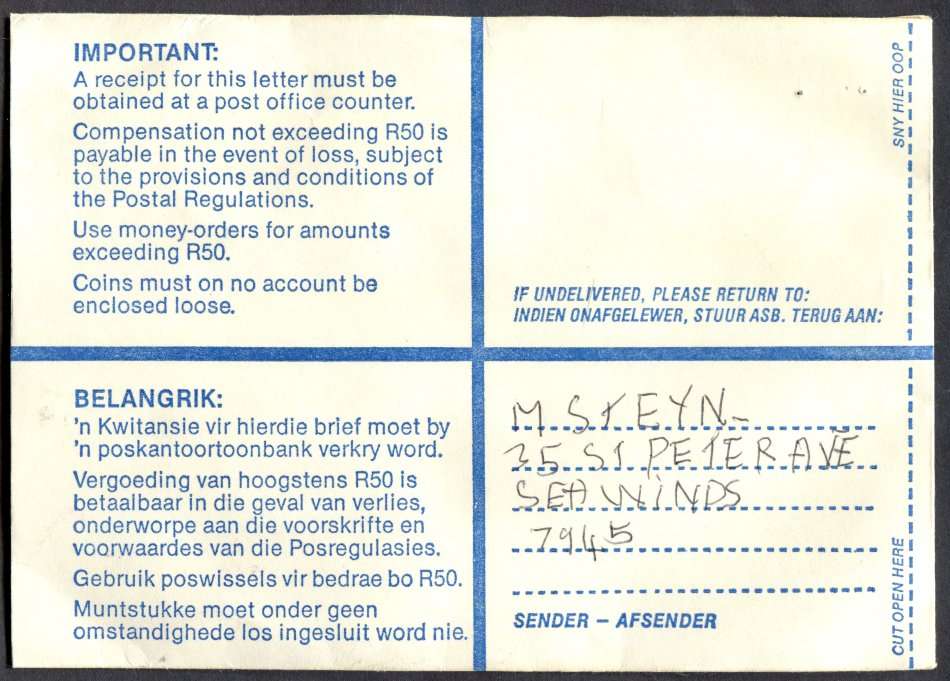 IMPORTANT:
A receipt for this letter must be
obtained at a post office counter.
Compensation not exceeding R50 is
payable in the event of loss, subject
to the provisions and conditions of
the Postal Regulations.
Use money-orders for amounts
exceeding R50.
Coins must on no account be
enclosed loose.
BELANGRIK:
'n Kwitansie vir hierdie brief moet by
'n poskantoortoonbank verkry word.
Vergoeding van hoogstens R50 is
betaalbaar in die geval van verlies,
onderworpe aan die voorskrifte en
voorwaardes van die Posregulasies.
Gebruik poswissels vir bedrae bo R50.
Muntstukke moet onder geen
omstandighede los ingesluit word nie.
IF UNDELIVERED, PLEASE RETURN TO:
INDIEN ONAFGELEWER, STUUR ASB. TERUG AAN:
M STEYN
ST PETER AVE
SEAWINDS
7945
SENDER – AFSENDER
SNY HIER OOP
CUT OPEN HERE